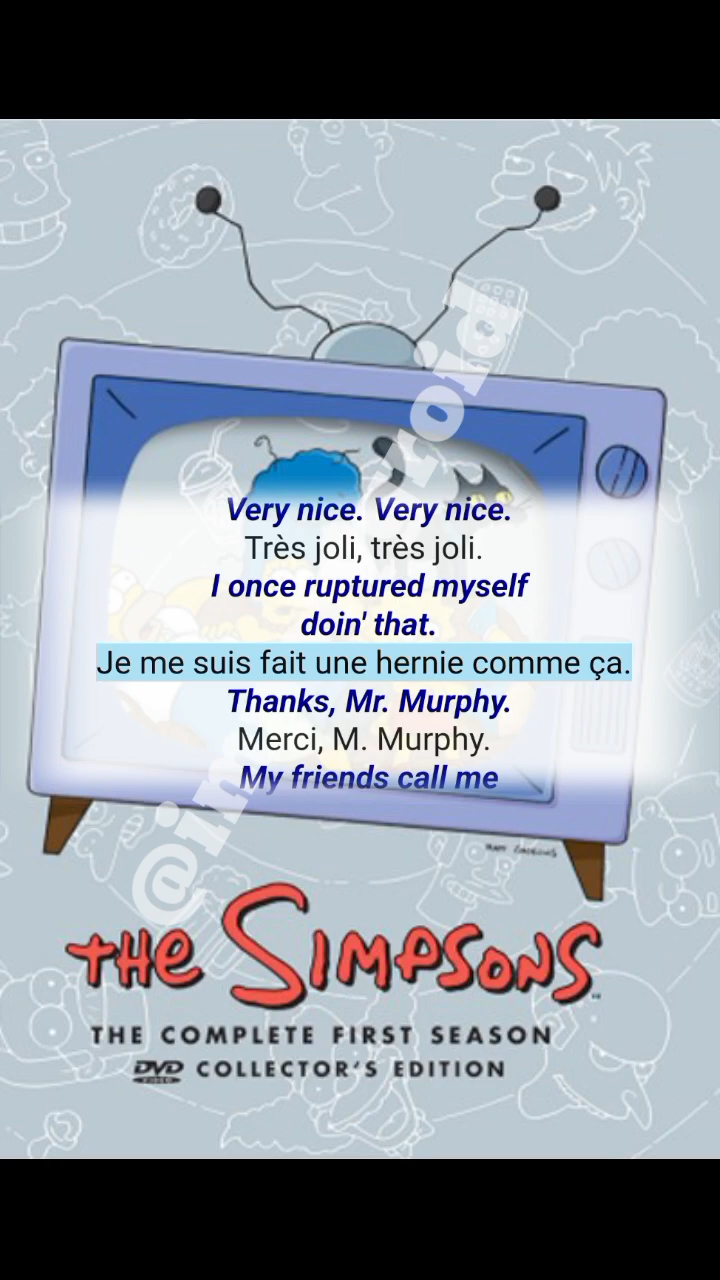 Very nice. Very nice.
Très joli, très joli.
I once ruptured myself
doin' that.
Je me suis fait une hernie comme ça.
Thanks, Mr. Murphy.
Merci, M. Murphy.
My friends call me
THE SIMPSONS
THE COMPLETE FIRST SEASON
DVD VIDEO COLLECTOR'S EDITION